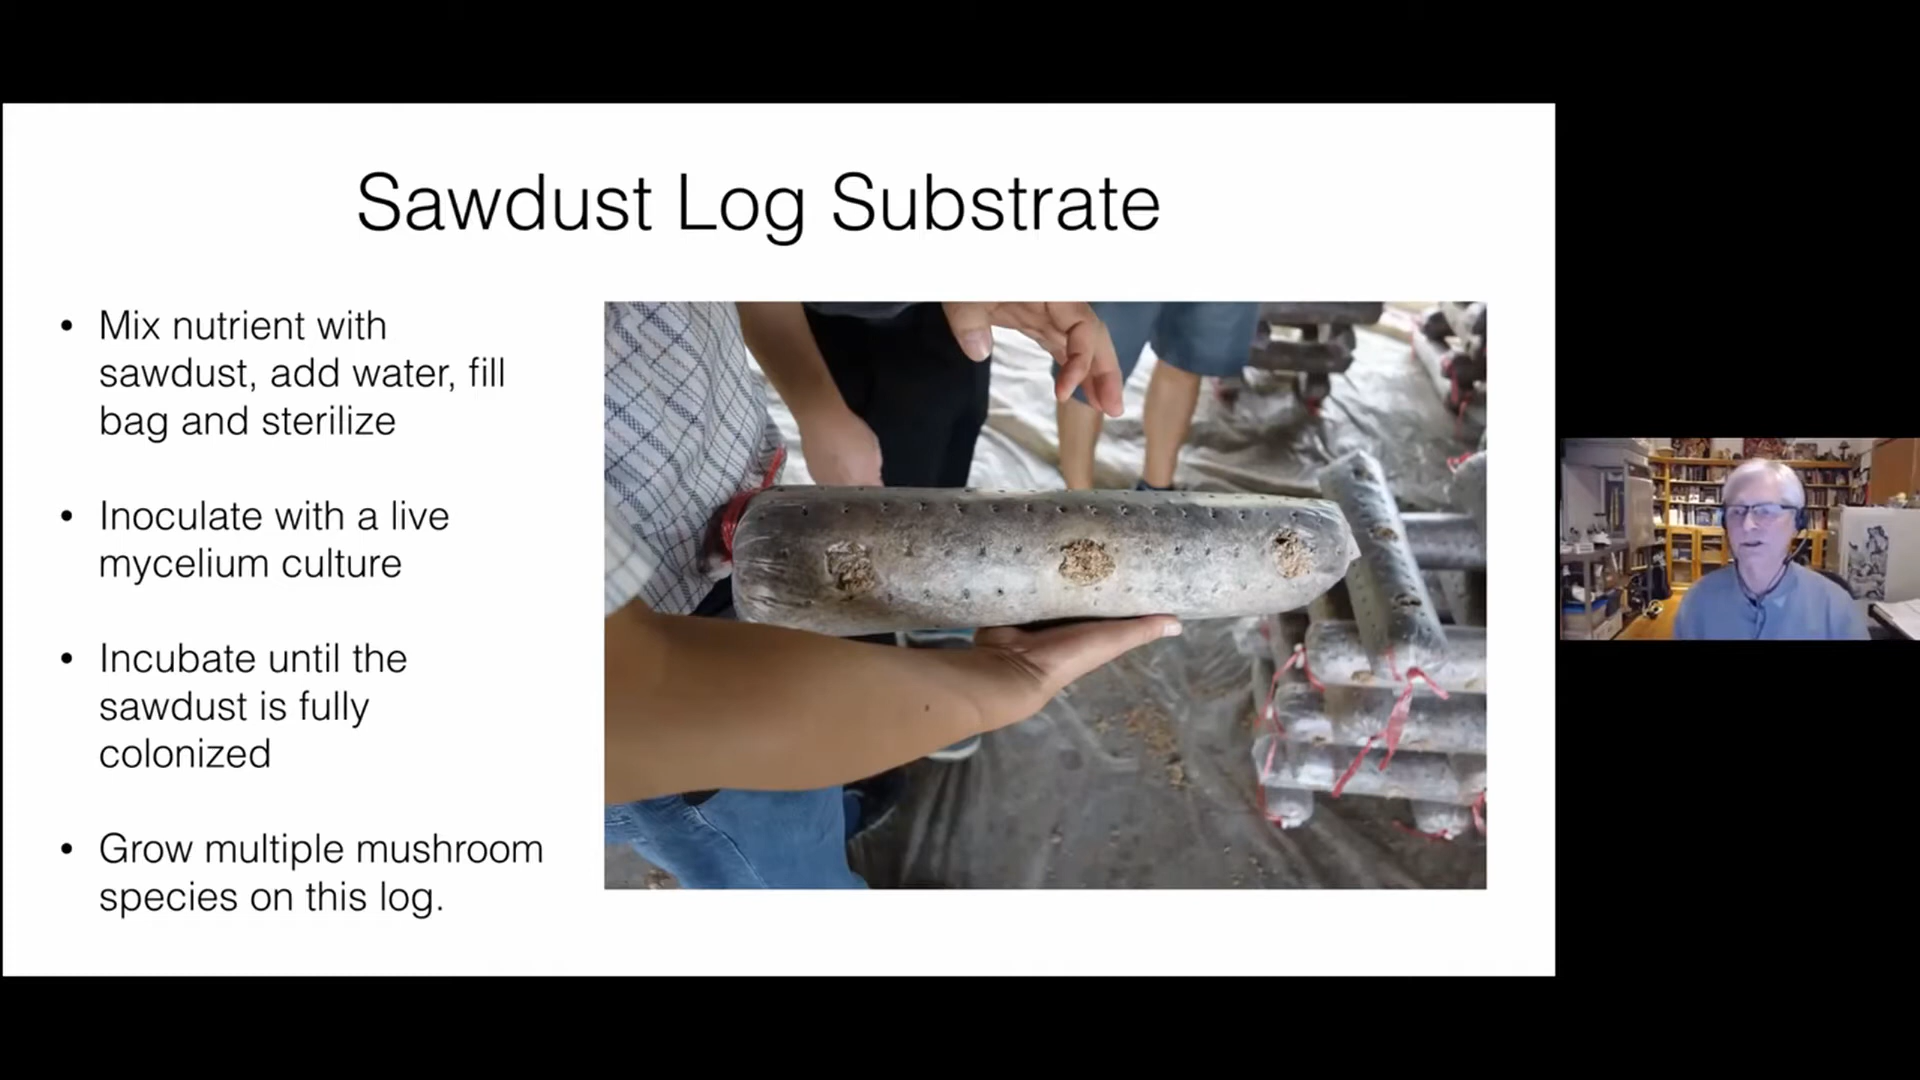 Sawdust Log Substrate
• Mix nutrient with
sawdust, add water, fill
bag and sterilize
• Inoculate with a live
mycelium culture
• Incubate until the
sawdust is fully
colonized
• Grow multiple mushroom
species on this log.